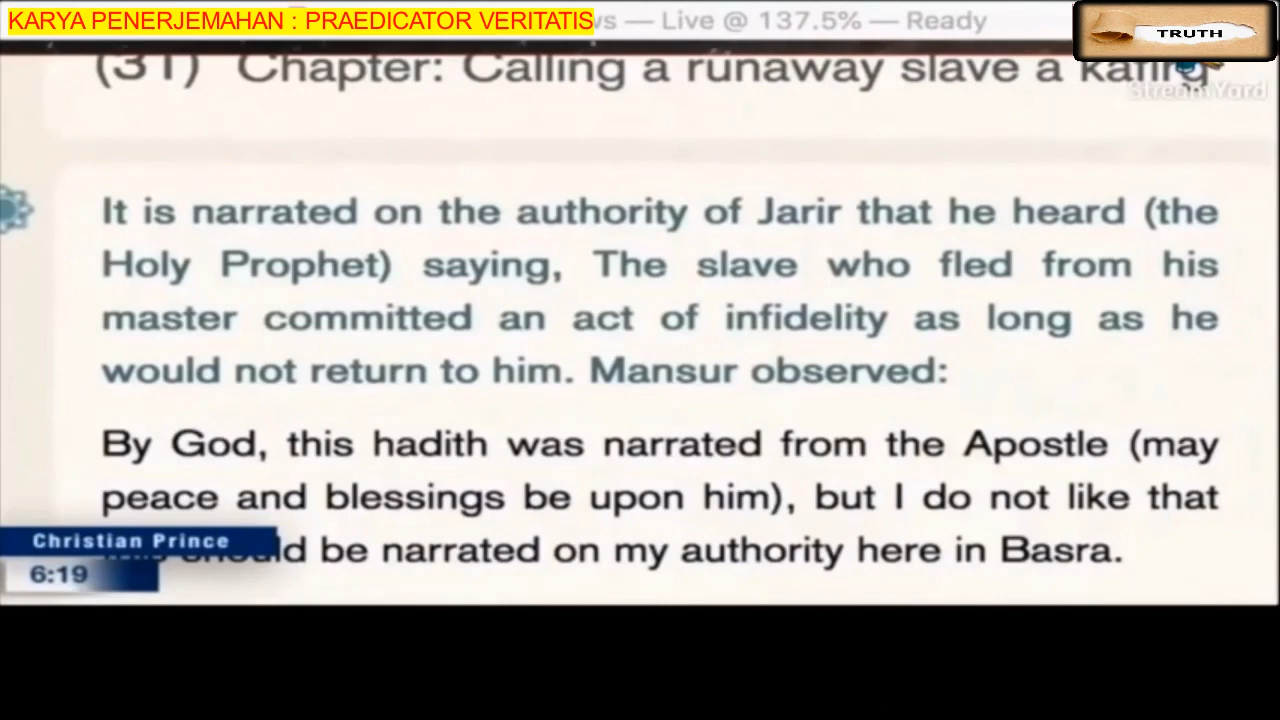 KARYA PENERJEMAHAN : PRAEDICATOR VERITATIS
— Live @ 137.5% — Ready
TRUTH
(31) Chapter: Calling a runaway slave a kafir
StreamYard
It is narrated on the authority of Jarir that he heard (the
Holy Prophet) saying, The slave who fled from his
master committed an act of infidelity as long as he
would not return to him. Mansur observed:
By God, this hadith was narrated from the Apostle (may
peace and blessings be upon him), but I do not like that
be narrated on my authority here in Basra.
Christian Prince
6:19